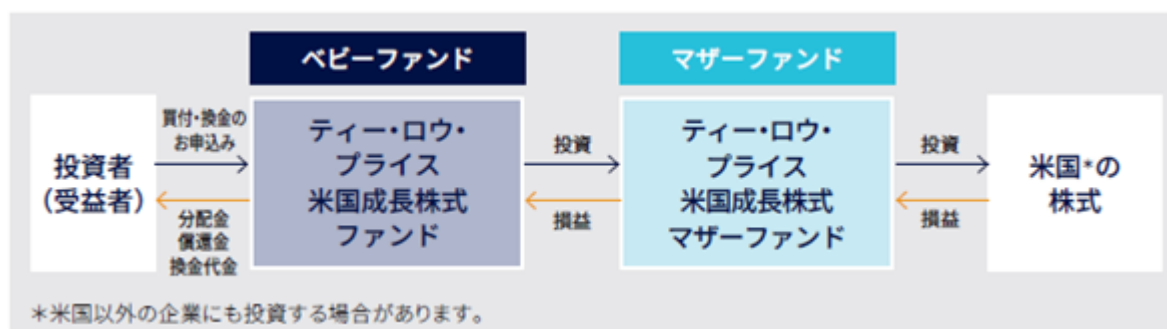 ベビーファンド
マザーファンド
投資者
(受益者)
買付・換金の
お申込み
分配金
償還金
換金代金
ティー・ロウ・
プライス
米国成長株式
ファンド
投資
損益
ティー・ロウ・
プライス
米国成長株式
マザーファンド
投資
損益
米国*の
株式
*米国以外の企業にも投資する場合があります。